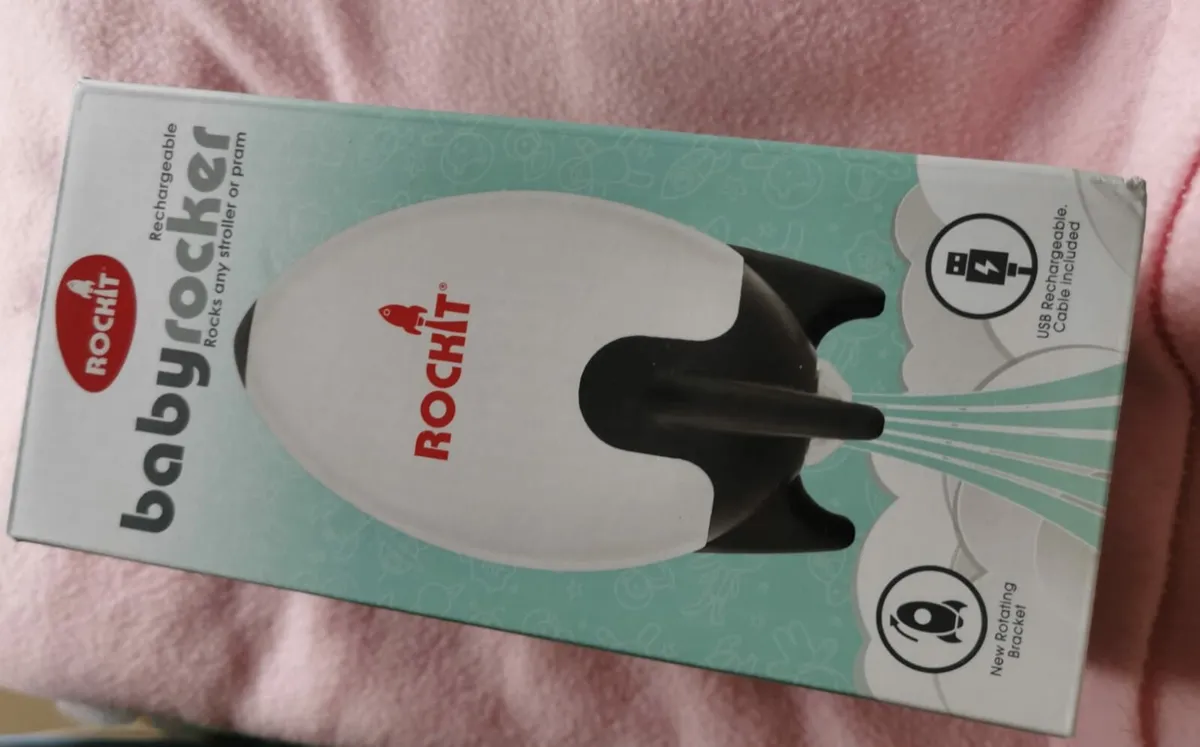 ROCKIT
Rechargeable
babyrocker
Rocks any stroller or pram
ROCKIT®
USB Rechargeable.
Cable included
New Rotating
Bracket